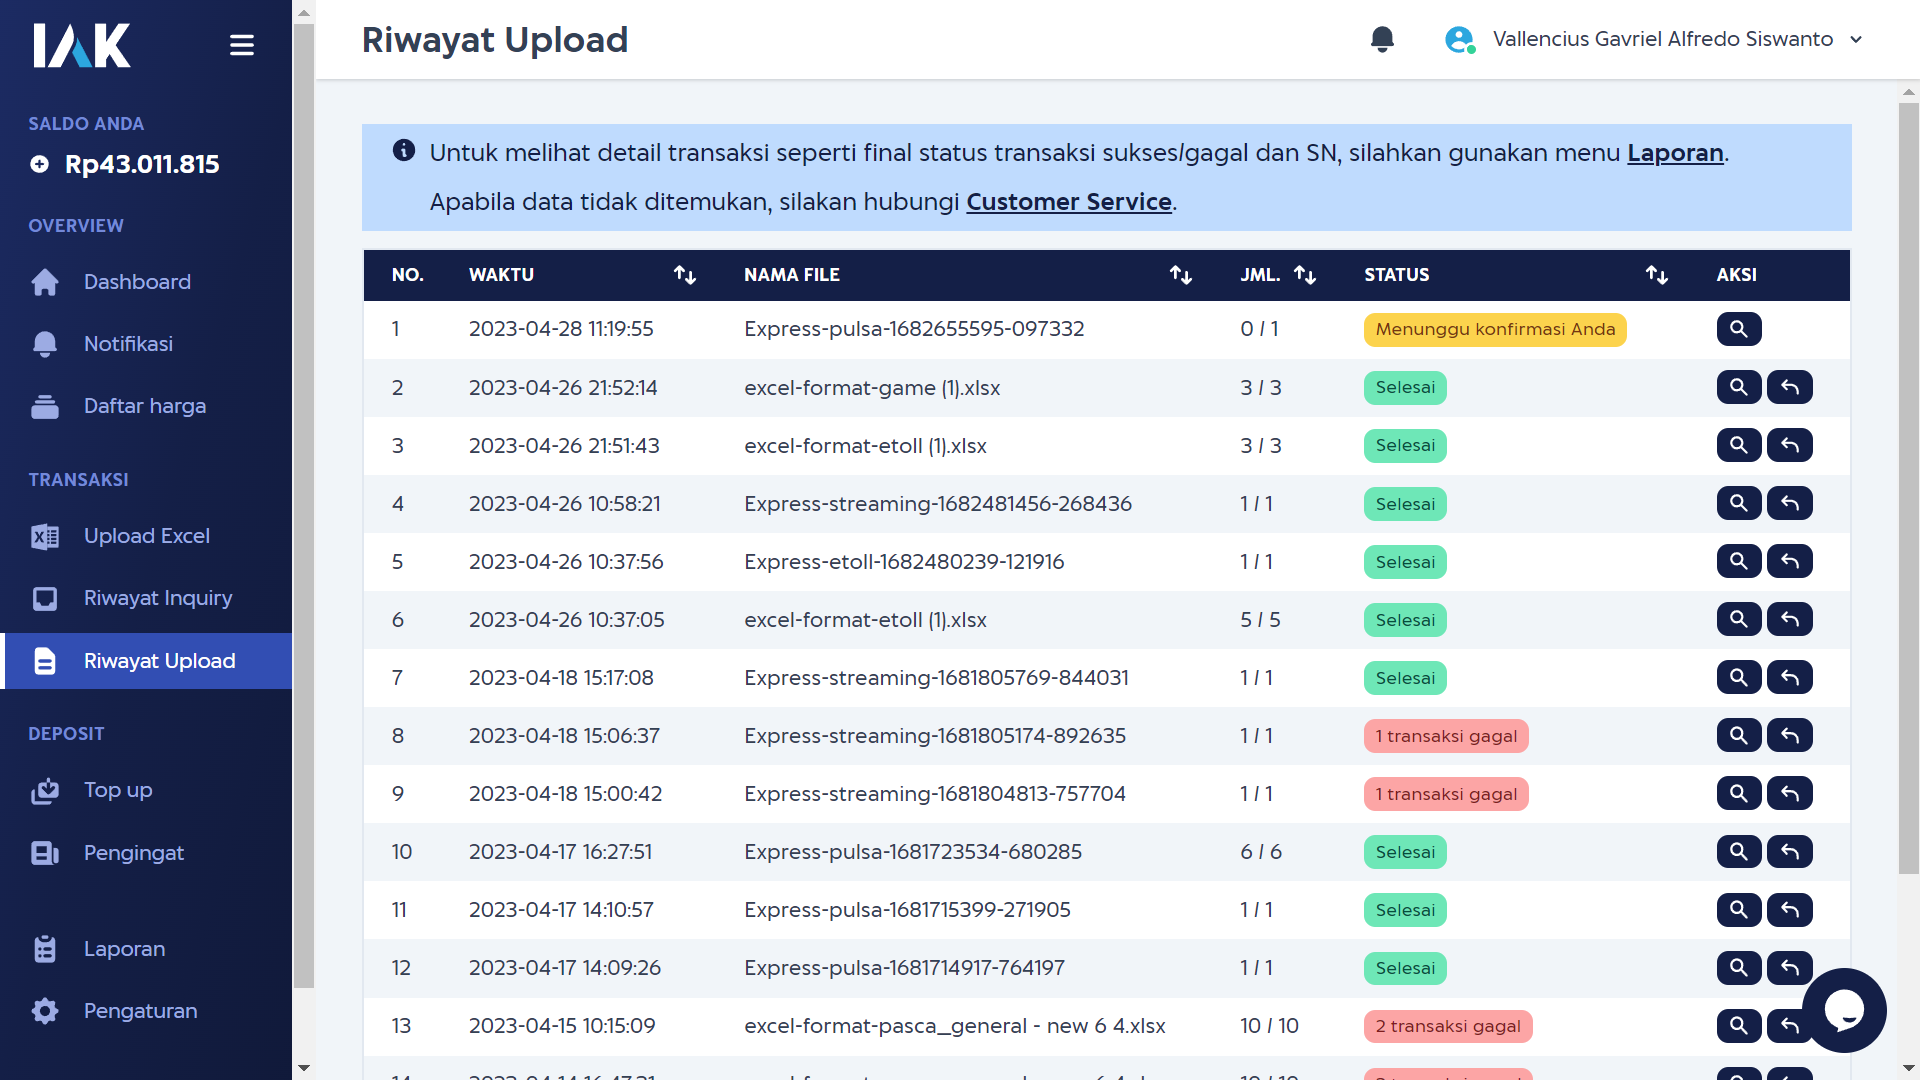 IAK
SALDO ANDA
Rp43.011.815
OVERVIEW
Dashboard
Notifikasi
Daftar harga
TRANSAKSI
Upload Excel
Riwayat Inquiry
Riwayat Upload
DEPOSIT
Top up
Pengingat
Laporan
Pengaturan
Riwayat Upload
Vallencius Gavriel Alfredo Siswanto
Untuk melihat detail transaksi seperti final status transaksi sukses/gagal dan SN, silahkan gunakan menu Laporan.
Apabila data tidak ditemukan, silakan hubungi Customer Service.
NO. WAKTU NAMA FILE JML. STATUS AKSI
1 2023-04-28 11:19:55 Express-pulsa-1682655595-097332 0 / 1 Menunggu konfirmasi Anda
2 2023-04-26 21:52:14 excel-format-game (1).xlsx 3 / 3 Selesai
3 2023-04-26 21:51:43 excel-format-etoll (1).xlsx 3 / 3 Selesai
4 2023-04-26 10:58:21 Express-streaming-1682481456-268436 1 / 1 Selesai
5 2023-04-26 10:37:56 Express-etoll-1682480239-121916 1 / 1 Selesai
6 2023-04-26 10:37:05 excel-format-etoll (1).xlsx 5 / 5 Selesai
7 2023-04-18 15:17:08 Express-streaming-1681805769-844031 1 / 1 Selesai
8 2023-04-18 15:06:37 Express-streaming-1681805174-892635 1 / 1 1 transaksi gagal
9 2023-04-18 15:00:42 Express-streaming-1681804813-757704 1 / 1 1 transaksi gagal
10 2023-04-17 16:27:51 Express-pulsa-1681723534-680285 6 / 6 Selesai
11 2023-04-17 14:10:57 Express-pulsa-1681715399-271905 1 / 1 Selesai
12 2023-04-17 14:09:26 Express-pulsa-1681714917-764197 1 / 1 Selesai
13 2023-04-15 10:15:09 excel-format-pasca_general - new 6 4.xlsx 10 / 10 2 transaksi gagal